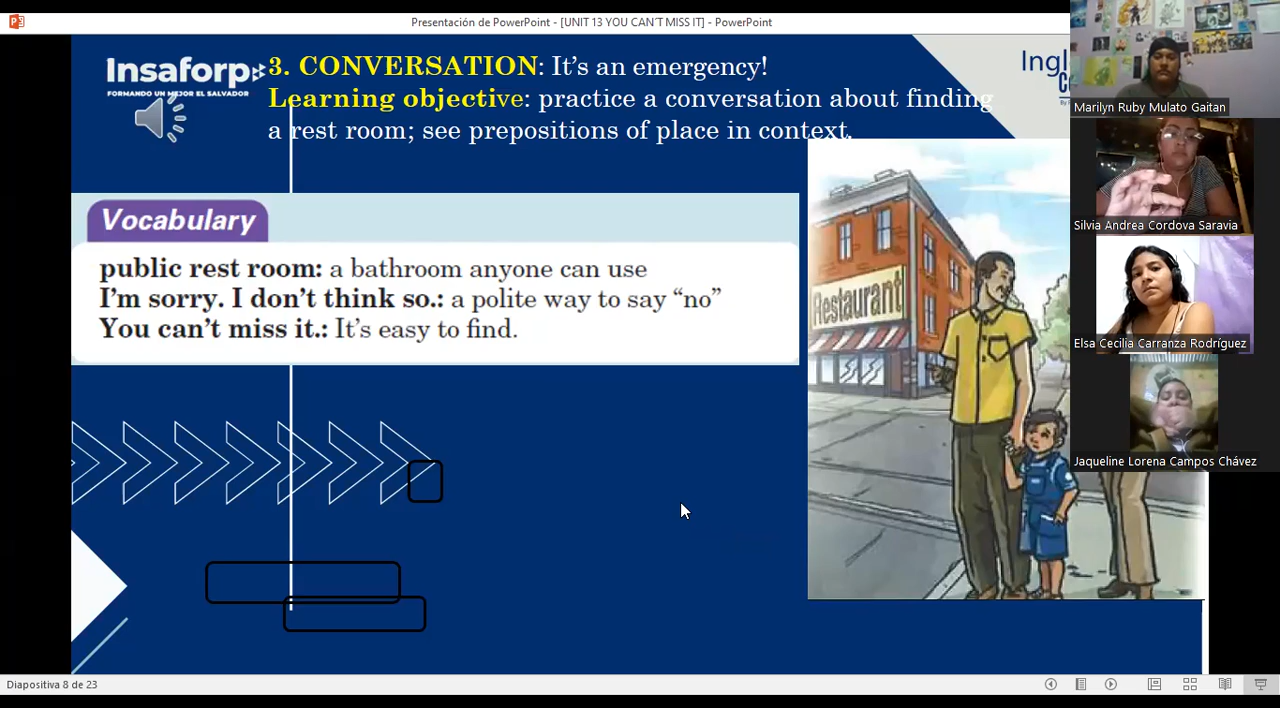 Presentación de PowerPoint - [UNIT 13 YOU CAN´T MISS IT] - PowerPoint
Insaforp
FORMANDO UN MEJOR EL SALVADOR
3. CONVERSATION: It's an emergency!
Learning objective: practice a conversation about finding
a rest room; see prepositions of place in context.
Ingl
Vocabulary
public rest room: a bathroom anyone can use
I'm sorry. I don't think so.: a polite way to say “no”
You can't miss it.: It's easy to find.
Restaurant
Marilyn Ruby Mulato Gaitan
Silvia Andrea Cordova Saravia
Elsa Cecilia Carranza Rodríguez
Jaqueline Lorena Campos Chávez
Diapositiva 8 de 23